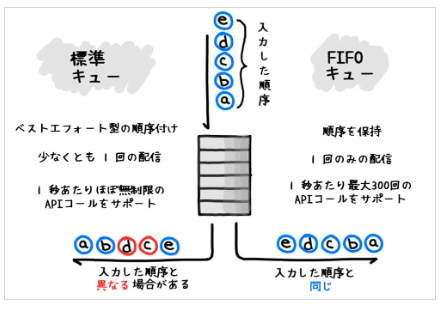 標準
キュー
e
d
c
b
a
入力した順序
FIFO
キュー
ベストエフォート型の順序付け
少なくとも 1 回の配信
1 秒あたりほぼ無制限の
APIコールをサポート
順序を保持
1 回のみの配信
1 秒あたり最大300回の
APIコールをサポート
a b d c e
入力した順序と
異なる場合がある
e d c b a
入力した順序と
同じ